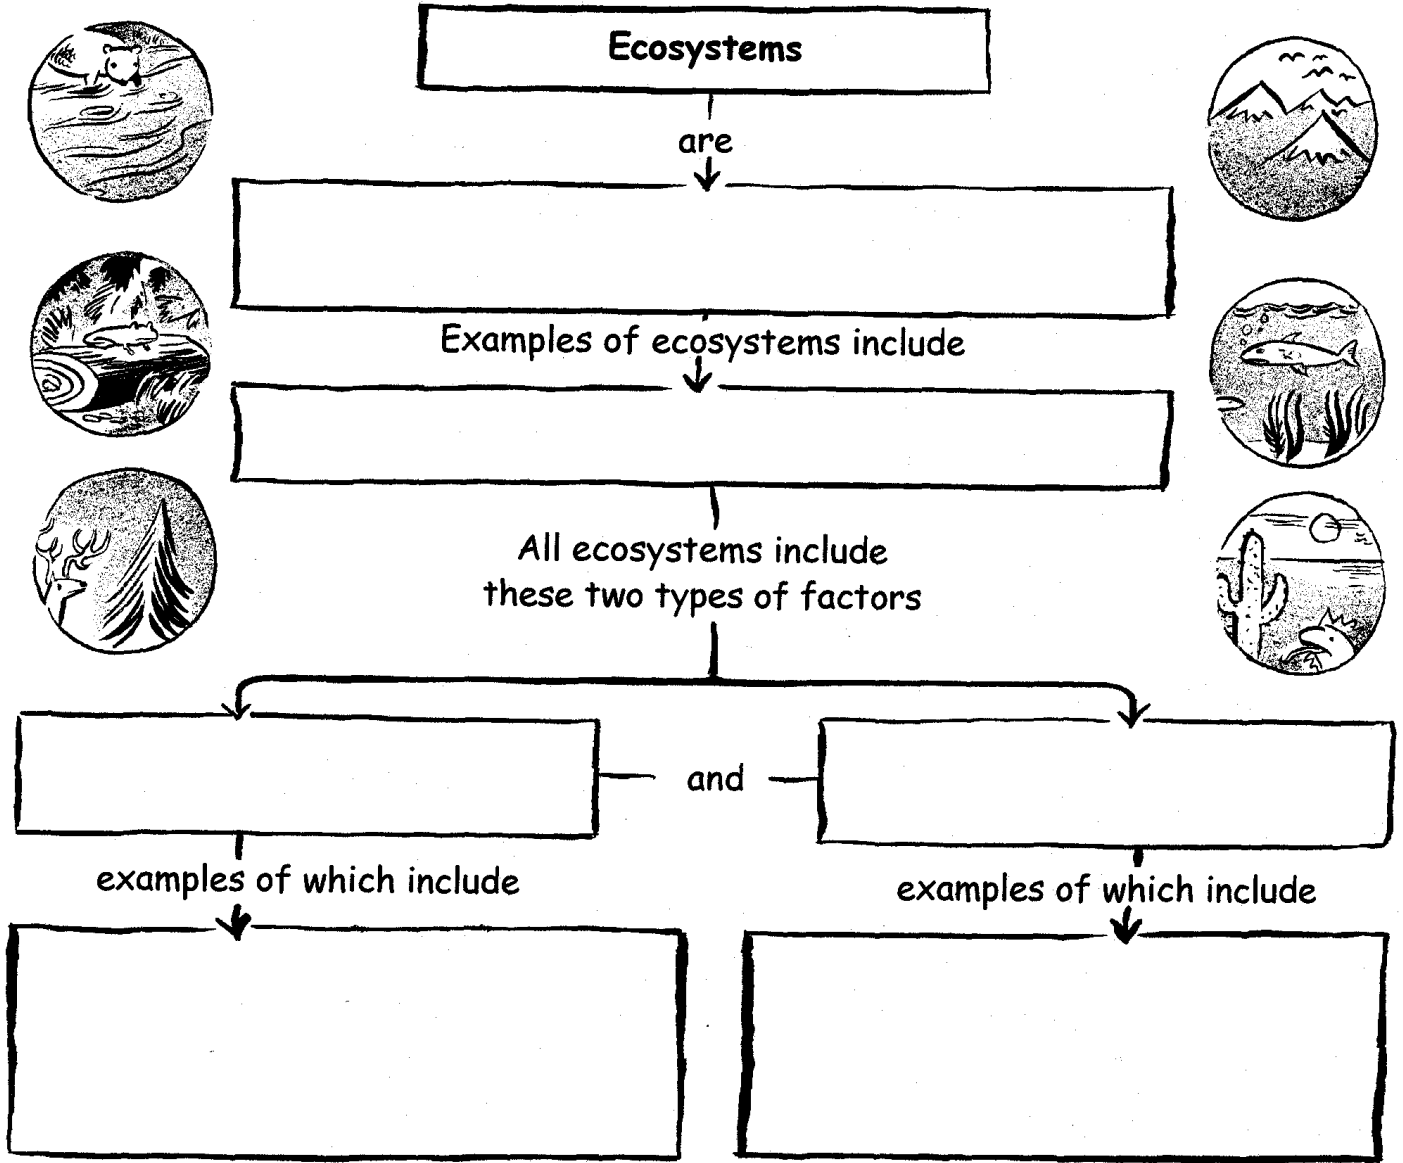 Ecosystems
are
Examples of ecosystems include
All ecosystems include
these two types of factors
and
examples of which include
examples of which include